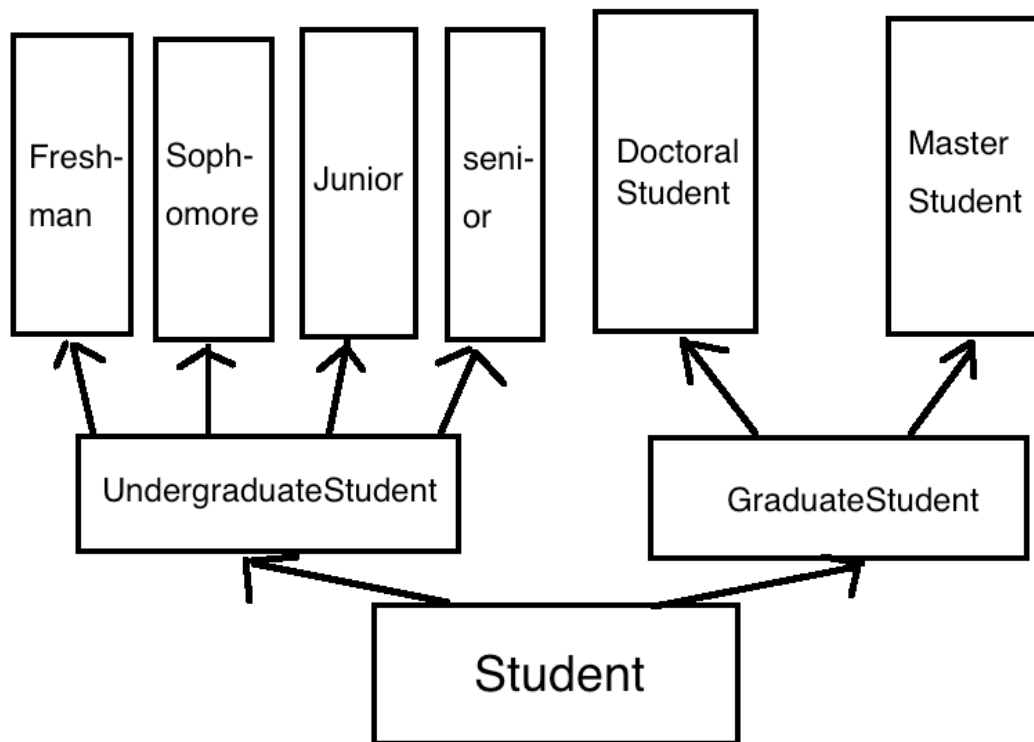 Fresh-
man
Soph-
omore
Junior
seni-
or
Doctoral
Student
Master
Student
UndergraduateStudent
GraduateStudent
Student